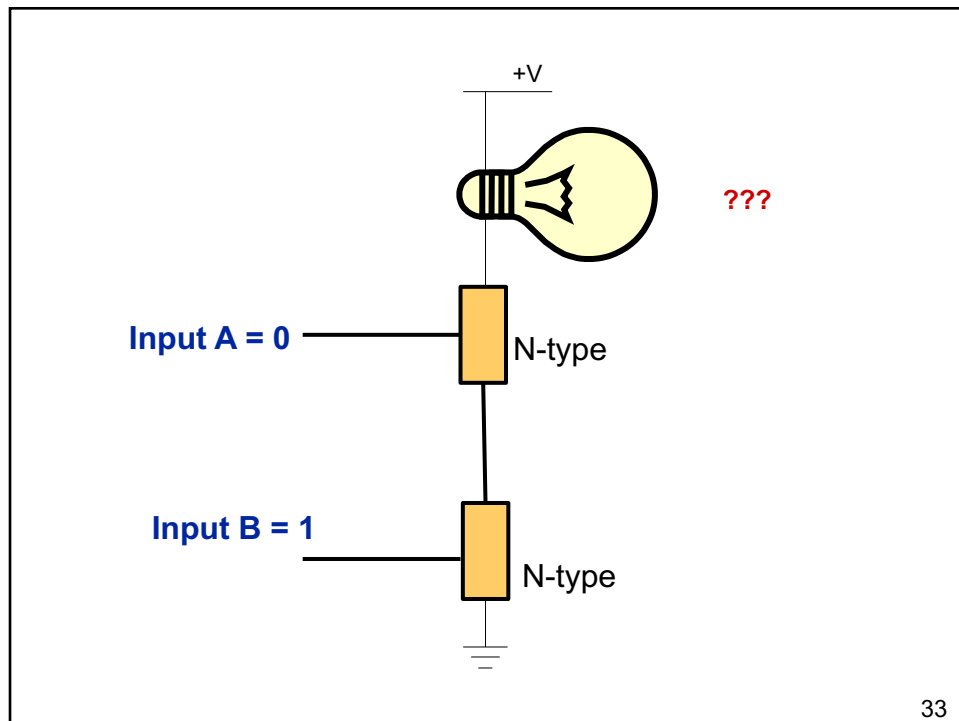 +V
???
Input A = 0
N-type
Input B = 1
N-type
33